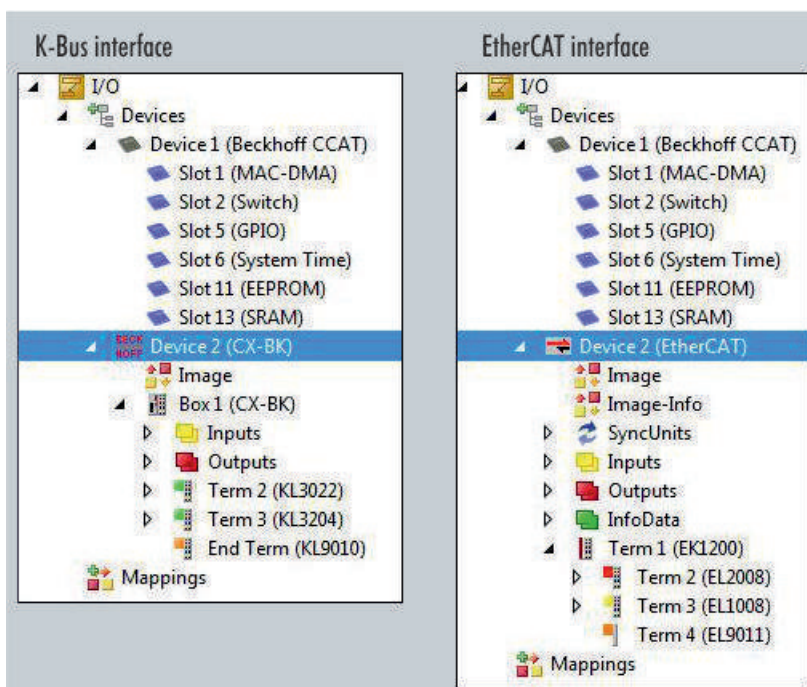 K-Bus interface
I/O
Devices
Device 1 (Beckhoff CCAT)
Slot 1 (MAC-DMA)
Slot 2 (Switch)
Slot 5 (GPIO)
Slot 6 (System Time)
Slot 11 (EEPROM)
Slot 13 (SRAM)
BECK
HOFF
Device 2 (CX-BK)
Image
Box 1 (CX-BK)
Inputs
Outputs
Term 2 (KL3022)
Term 3 (KL3204)
End Term (KL9010)
Mappings
EtherCAT interface
I/O
Devices
Device 1 (Beckhoff CCAT)
Slot 1 (MAC-DMA)
Slot 2 (Switch)
Slot 5 (GPIO)
Slot 6 (System Time)
Slot 11 (EEPROM)
Slot 13 (SRAM)
Device 2 (EtherCAT)
Image
Image-Info
SyncUnits
Inputs
Outputs
InfoData
Term 1 (EK1200)
Term 2 (EL2008)
Term 3 (EL1008)
Term 4 (EL9011)
Mappings